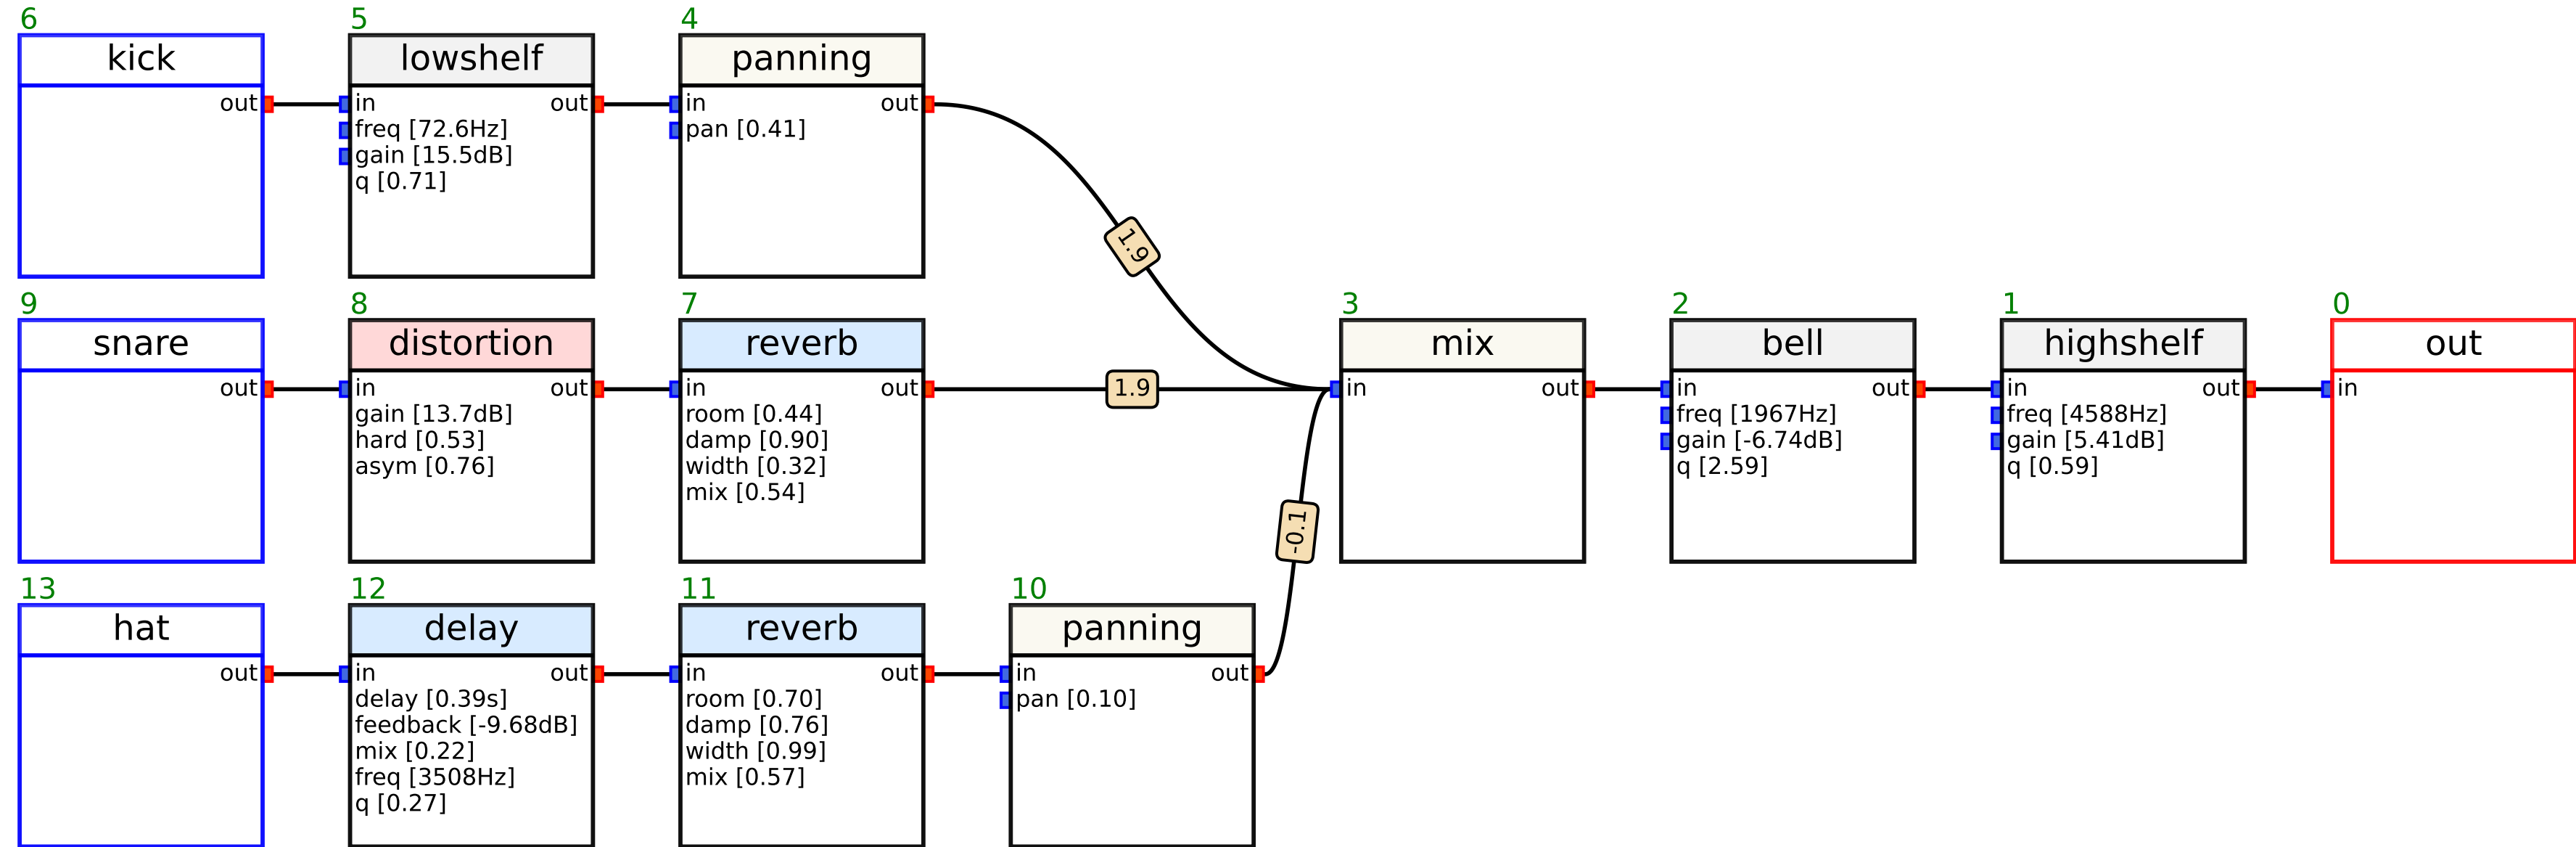 6
kick
out
5
lowshelf
in out
freq [72.6Hz]
gain [15.5dB]
q [0.71]
4
panning
in out
pan [0.41]
1.9
9
snare
out
8
distortion
in out
gain [13.7dB]
hard [0.53]
asym [0.76]
7
reverb
in out
room [0.44]
damp [0.90]
width [0.32]
mix [0.54]
1.9
3
mix
in out
2
bell
in out
freq [1967Hz]
gain [-6.74dB]
q [2.59]
1
highshelf
in out
freq [4588Hz]
gain [5.41dB]
q [0.59]
0
out
in
13
hat
out
12
delay
in out
delay [0.39s]
feedback [-9.68dB]
mix [0.22]
freq [3508Hz]
q [0.27]
11
reverb
in out
room [0.70]
damp [0.76]
width [0.99]
mix [0.57]
10
panning
in out
pan [0.10]
-0.1